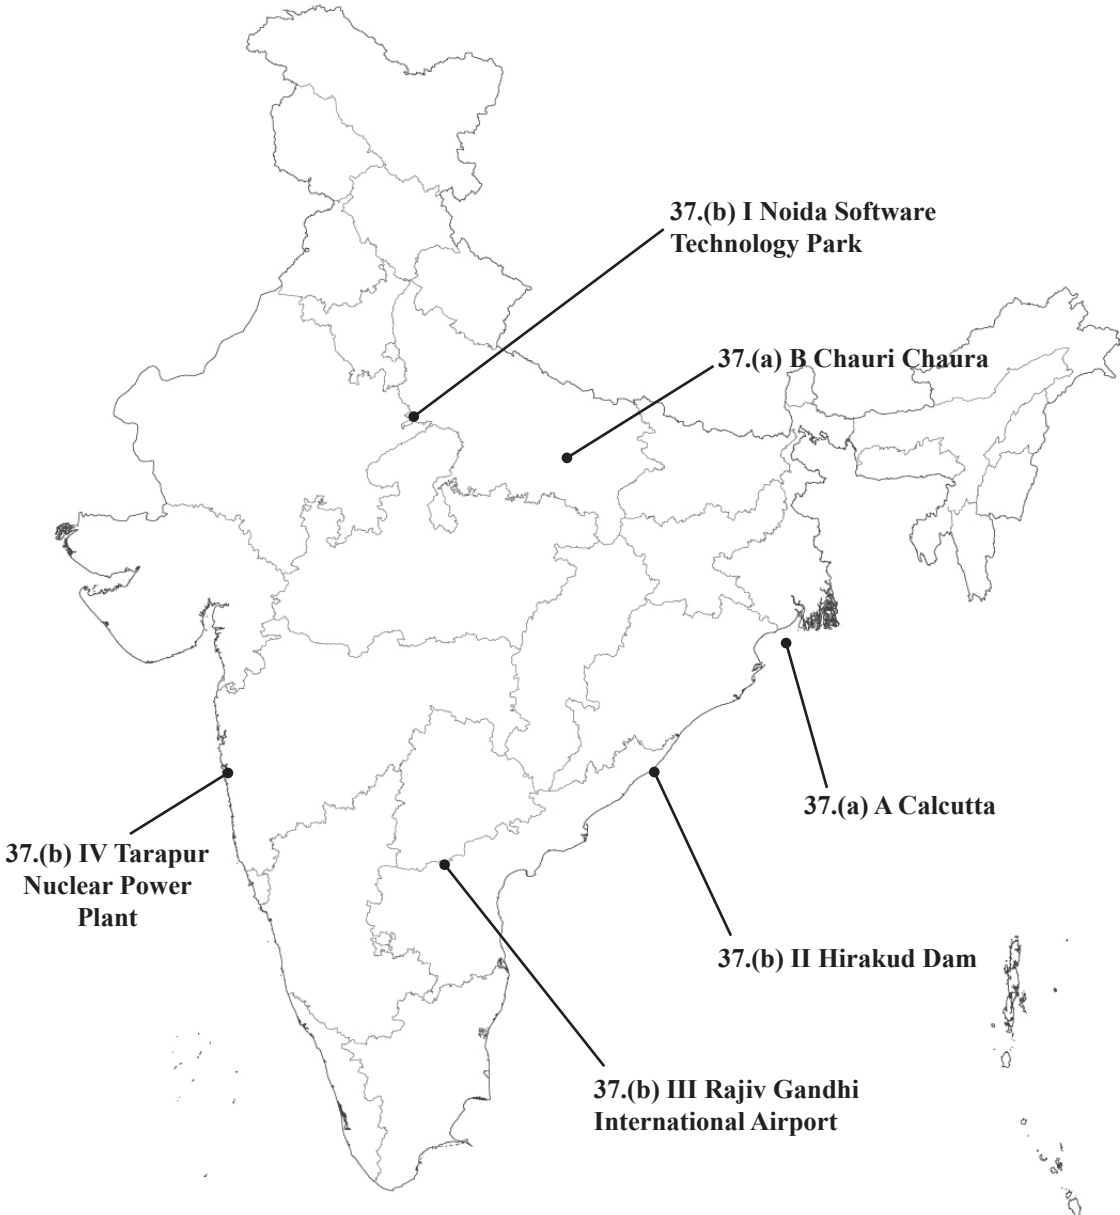 37.(b) I Noida Software
Technology Park
37.(a) B Chauri Chaura
37.(a) A Calcutta
37.(b) IV Tarapur
Nuclear Power
Plant
37.(b) II Hirakud Dam
37.(b) III Rajiv Gandhi
International Airport